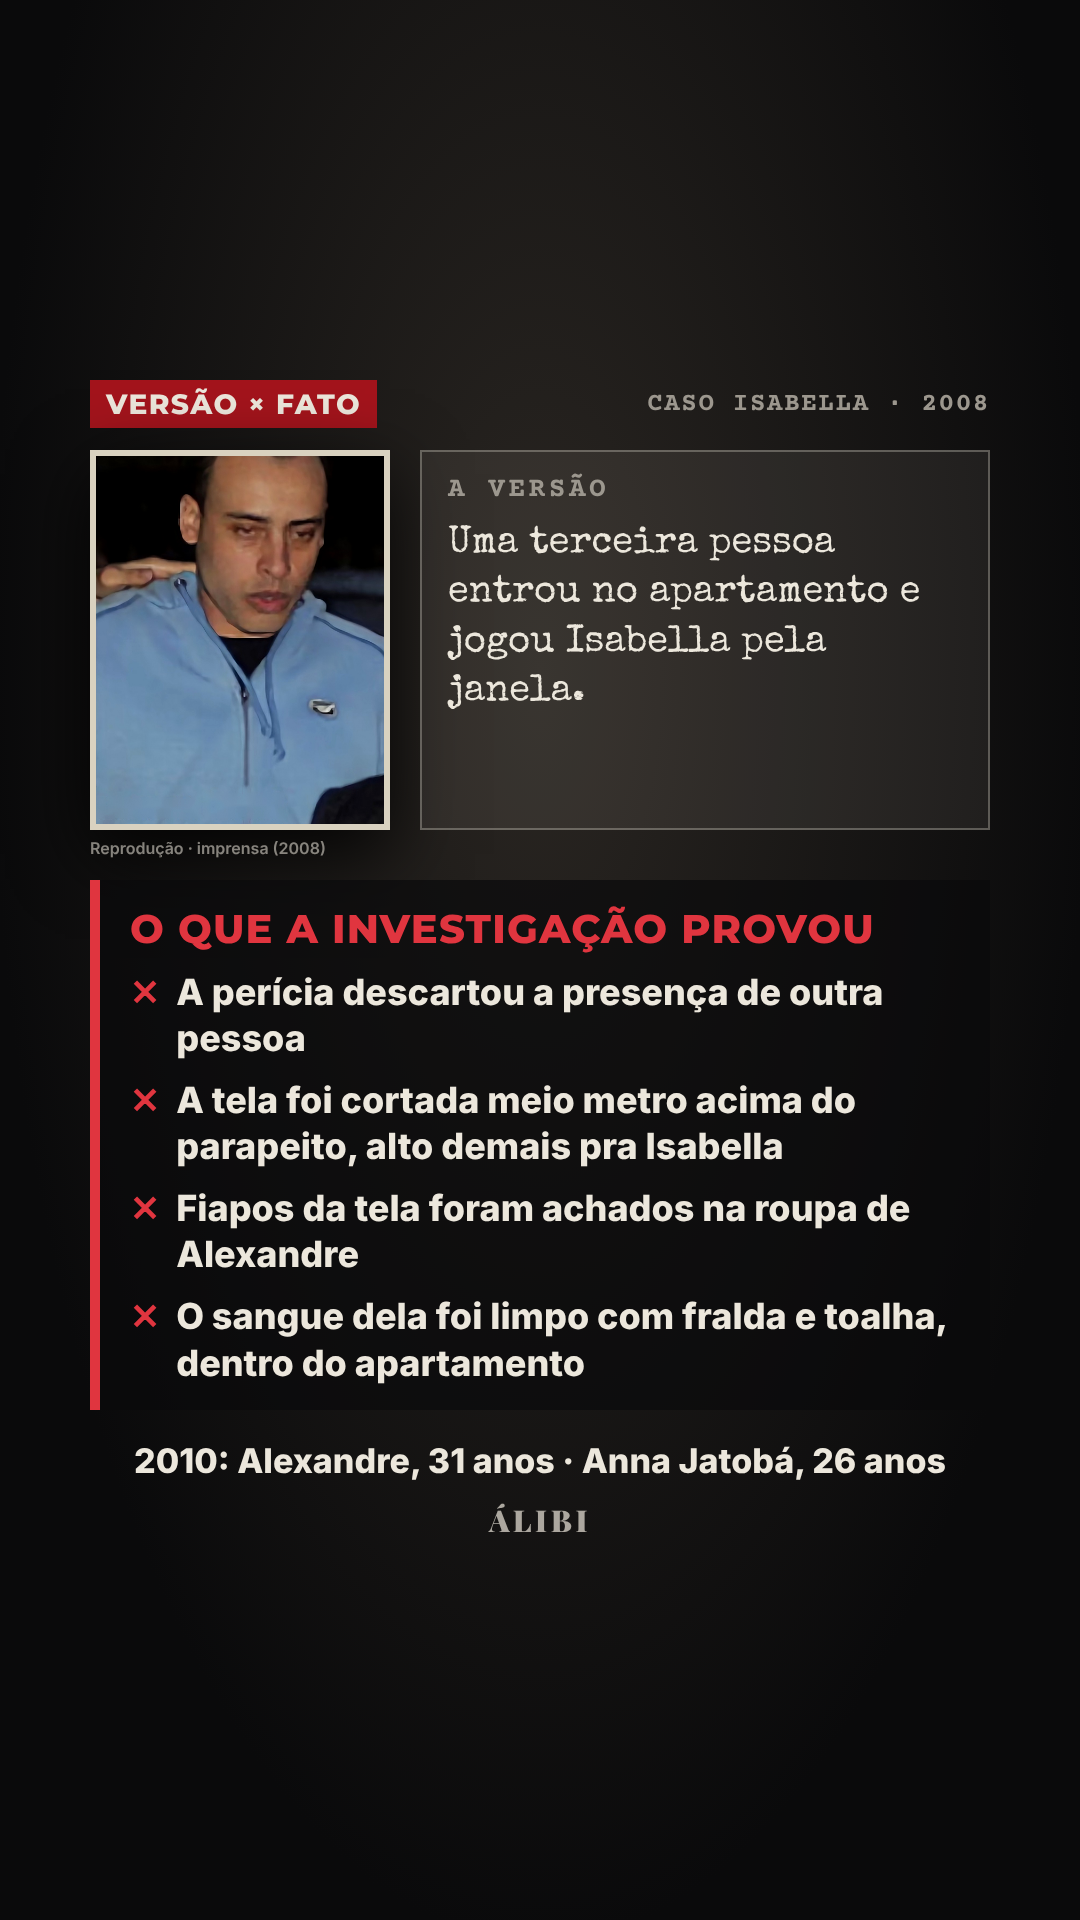 VERSÃO × FATO
CASO ISABELLA · 2008
A VERSÃO
Uma terceira pessoa
entrou no apartamento e
jogou Isabella pela
janela.
Reprodução · imprensa (2008)
O QUE A INVESTIGAÇÃO PROVOU
✕ A perícia descartou a presença de outra
pessoa
✕ A tela foi cortada meio metro acima do
parapeito, alto demais pra Isabella
✕ Fiapos da tela foram achados na roupa de
Alexandre
✕ O sangue dela foi limpo com fralda e toalha,
dentro do apartamento
2010: Alexandre, 31 anos · Anna Jatobá, 26 anos
ÁLIBI